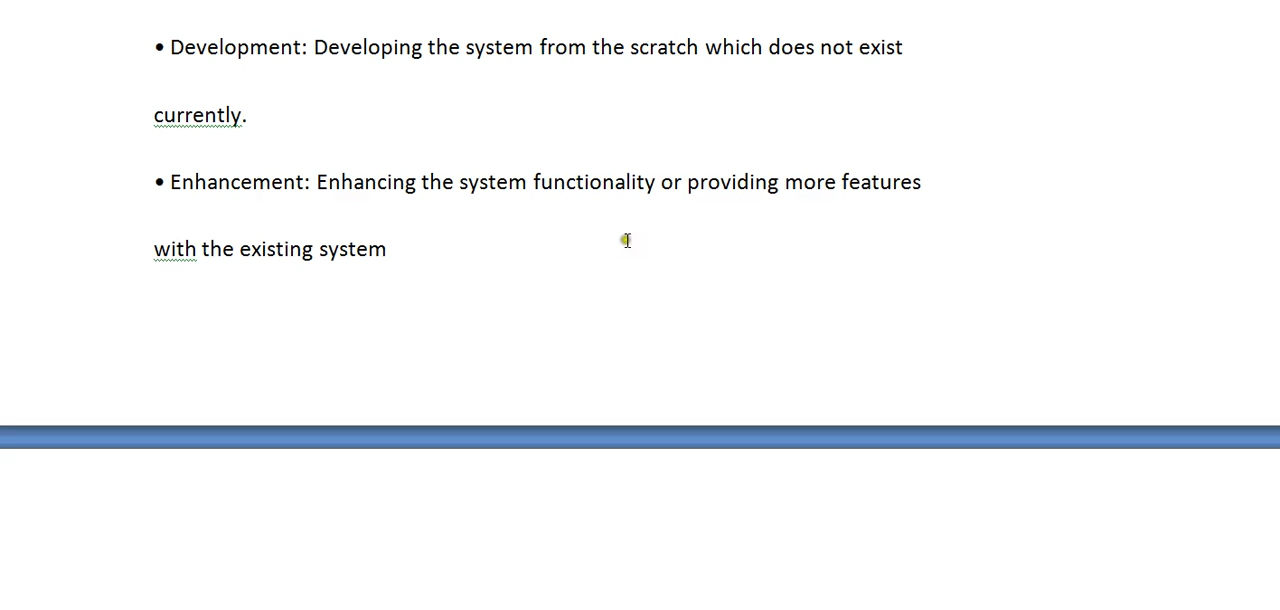 • Development: Developing the system from the scratch which does not exist
currently.
• Enhancement: Enhancing the system functionality or providing more features
with the existing system